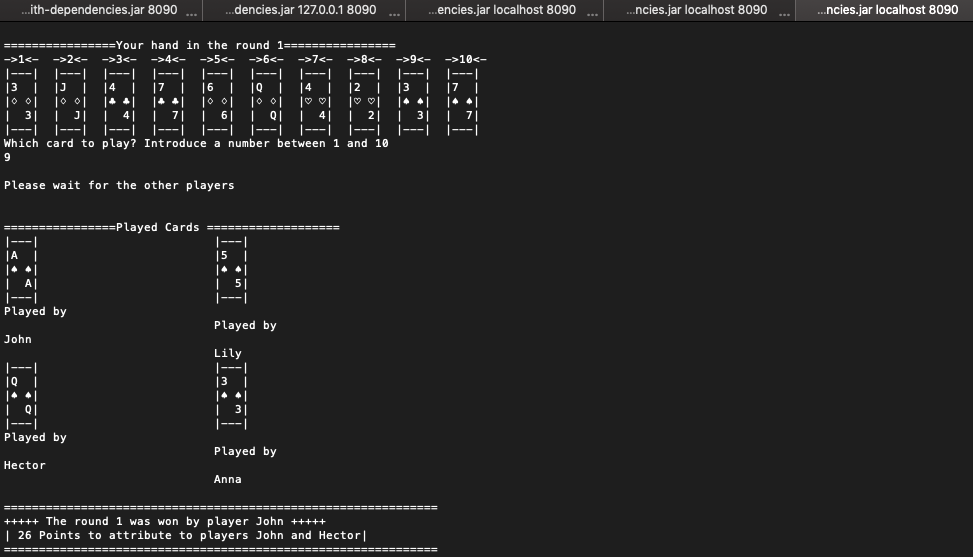 ...ith-dependencies.jar 8090 ... ...dencies.jar 127.0.0.1 8090 ... ...encies.jar localhost 8090 ... ...ncies.jar localhost 8090 ... ...ncies.jar localhost 8090
================Your hand in the round 1================
->1<-  ->2<-  ->3<-  ->4<-  ->5<-  ->6<-  ->7<-  ->8<-  ->9<-  ->10<-
|---|  |---|  |---|  |---|  |---|  |---|  |---|  |---|  |---|  |---|
|3  |  |J  |  |4  |  |7  |  |6  |  |Q  |  |4  |  |2  |  |3  |  |7  |
|♢ ♢|  |♢ ♢|  |♣ ♣|  |♣ ♣|  |♢ ♢|  |♢ ♢|  |♡ ♡|  |♡ ♡|  |♠ ♠|  |♠ ♠|
|  3|  |  J|  |  4|  |  7|  |  6|  |  Q|  |  4|  |  2|  |  3|  |  7|
|---|  |---|  |---|  |---|  |---|  |---|  |---|  |---|  |---|  |---|
Which card to play? Introduce a number between 1 and 10
9
Please wait for the other players
================Played Cards ===================
|---|                         |---|
|A  |                         |5  |
|♠ ♠|                         |♠ ♠|
|  A|                         |  5|
|---|                         |---|
Played by
                              Played by
John
                              Lily
|---|                         |---|
|Q  |                         |3  |
|♠ ♠|                         |♠ ♠|
|  Q|                         |  3|
|---|                         |---|
Played by
                              Played by
Hector
                              Anna
==============================================================
+++++ The round 1 was won by player John +++++
| 26 Points to attribute to players John and Hector|
==============================================================